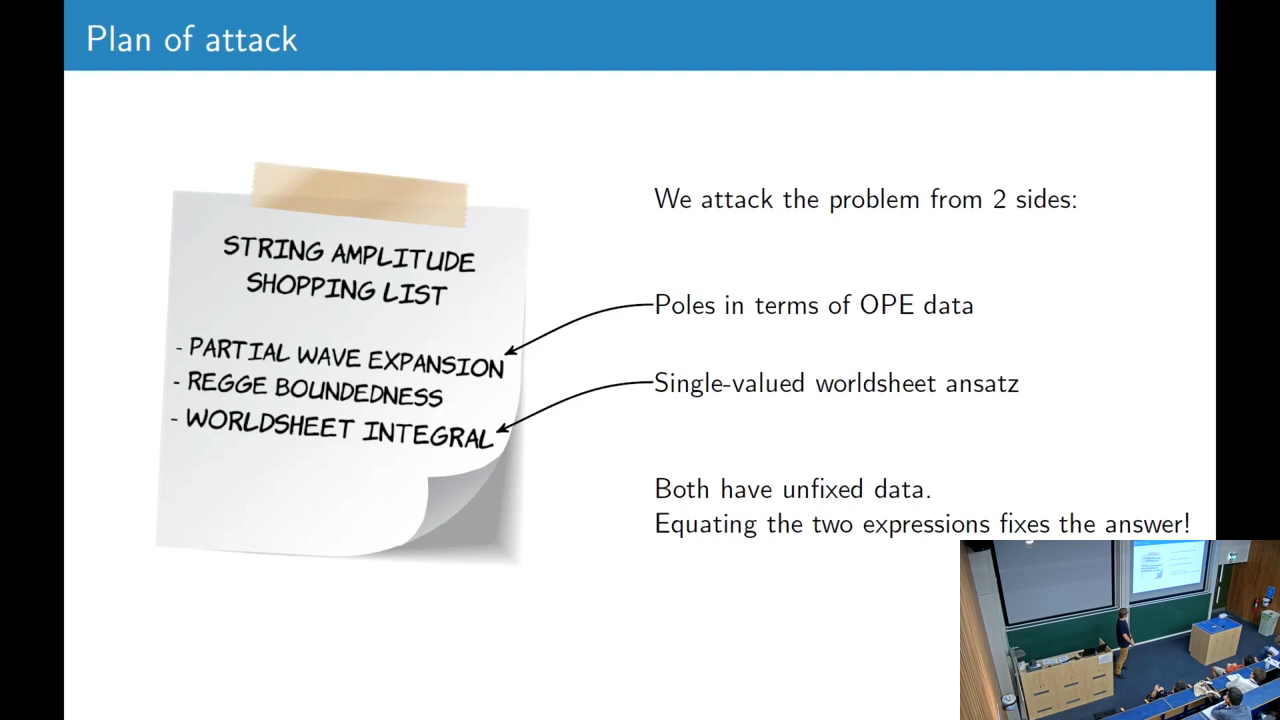 Plan of attack
STRING AMPLITUDE
SHOPPING LIST
- PARTIAL WAVE EXPANSION
- REGGE BOUNDEDNESS
- WORLDSHEET INTEGRAL
We attack the problem from 2 sides:
Poles in terms of OPE data
Single-valued worldsheet ansatz
Both have unfixed data.
Equating the two expressions fixes the answer!